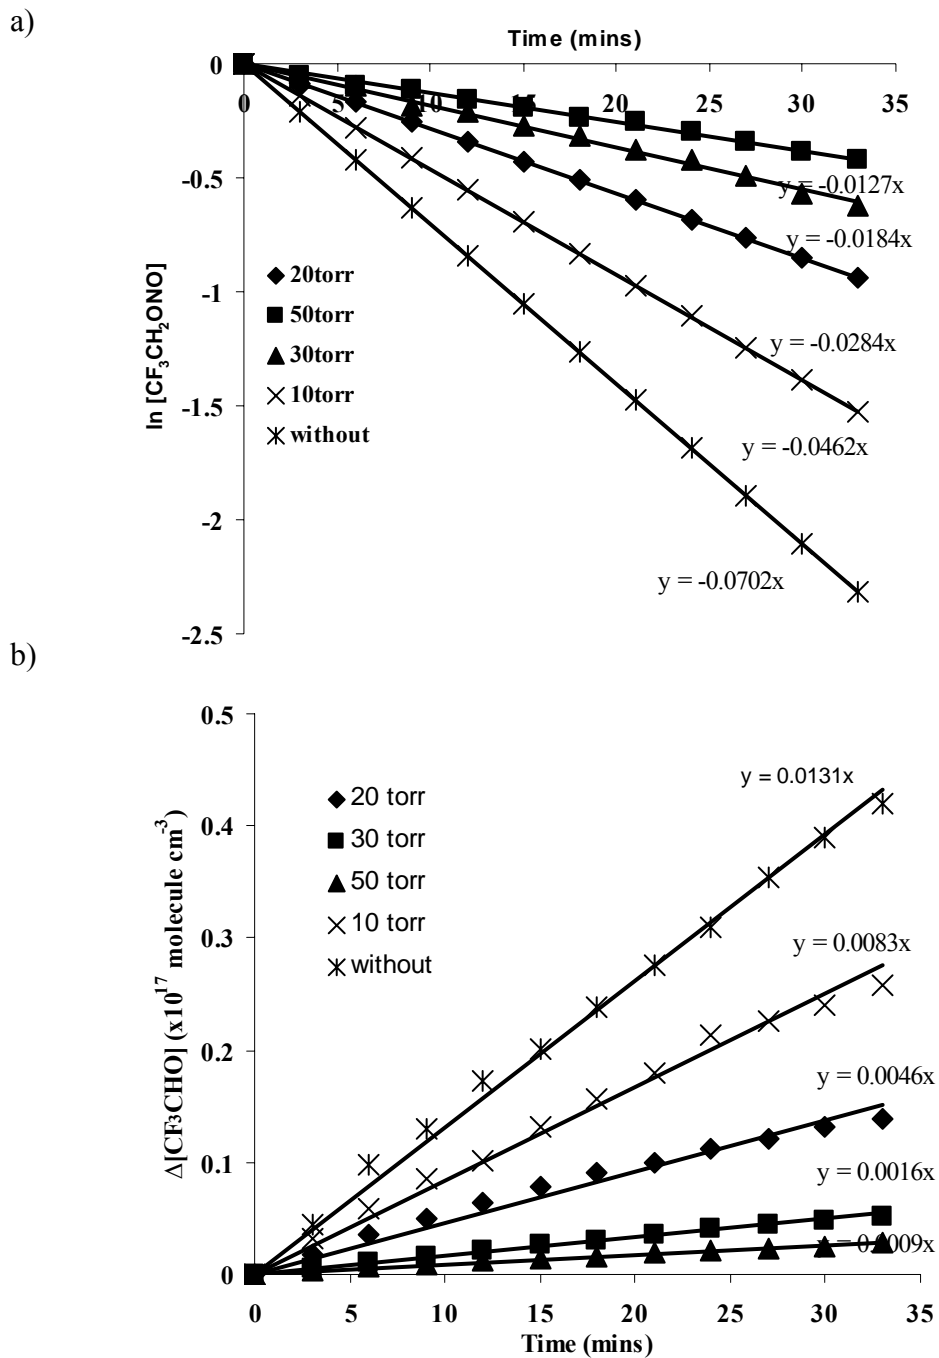 a)
Time (mins)
0 5 10 15 20 25 30 35
0
-0.5
-1
-1.5
-2
-2.5
ln [CF₃CH₂ONO]
20torr
50torr
30torr
10torr
without
y = -0.0127x
y = -0.0184x
y = -0.0284x
y = -0.0462x
y = -0.0702x
b)
0.5
0.4
0.3
0.2
0.1
0
Δ[CF₃CHO] (x10¹⁷ molecule cm⁻³)
20 torr
30 torr
50 torr
10 torr
without
y = 0.0131x
y = 0.0083x
y = 0.0046x
y = 0.0016x
y = 0.0009x
0 5 10 15 20 25 30 35
Time (mins)